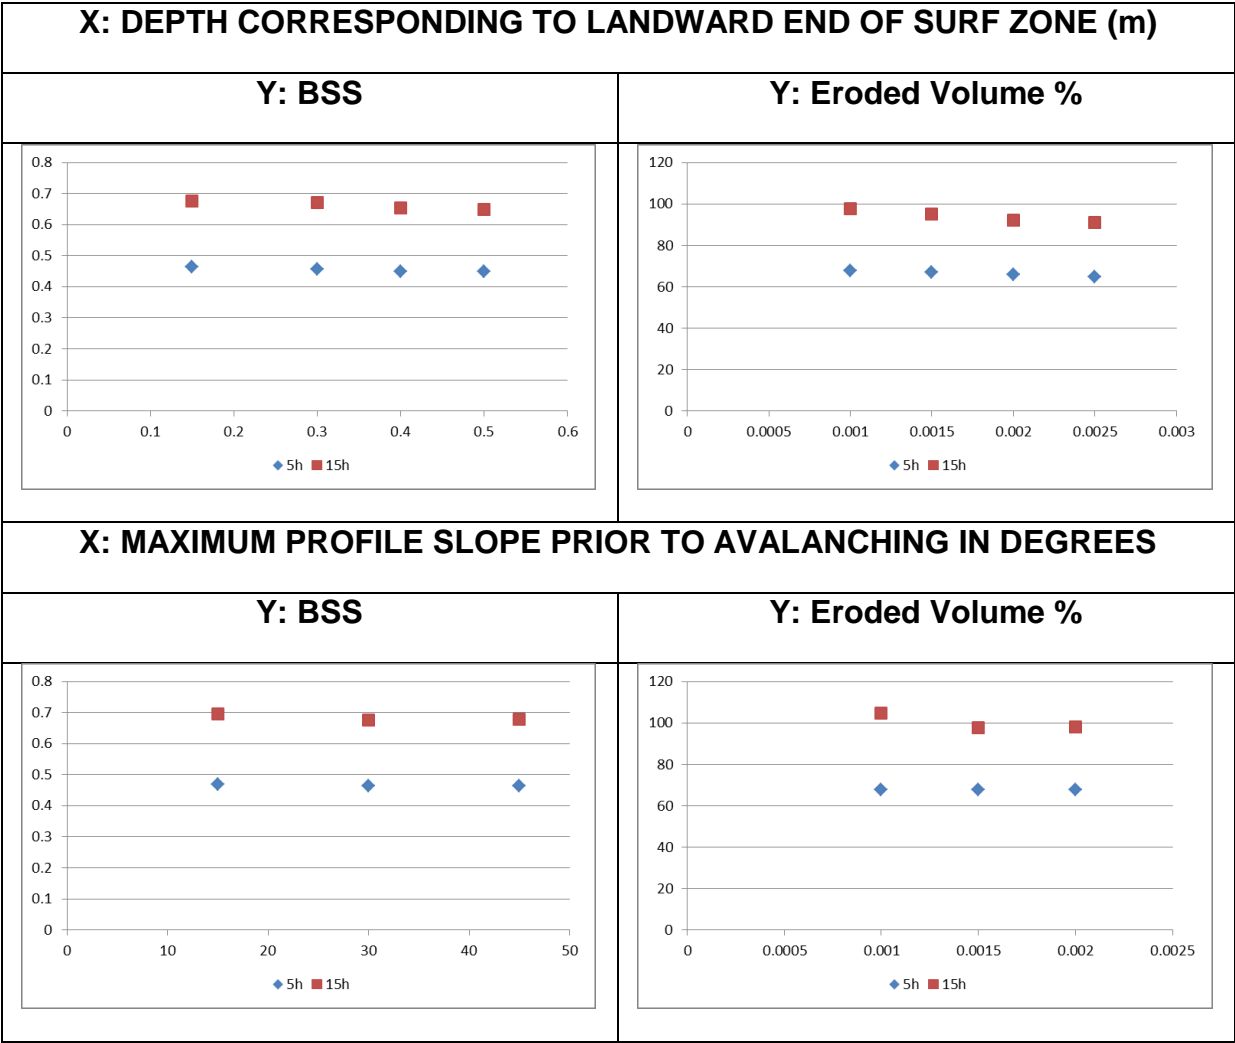 X: DEPTH CORRESPONDING TO LANDWARD END OF SURF ZONE (m)
Y: BSS
Y: Eroded Volume %
0.8
0.7
0.6
0.5
0.4
0.3
0.2
0.1
0
0 0.1 0.2 0.3 0.4 0.5 0.6
5h 15h
120
100
80
60
40
20
0
0 0.0005 0.001 0.0015 0.002 0.0025 0.003
5h 15h
X: MAXIMUM PROFILE SLOPE PRIOR TO AVALANCHING IN DEGREES
Y: BSS
Y: Eroded Volume %
0.8
0.7
0.6
0.5
0.4
0.3
0.2
0.1
0
0 10 20 30 40 50
5h 15h
120
100
80
60
40
20
0
0 0.0005 0.001 0.0015 0.002 0.0025
5h 15h